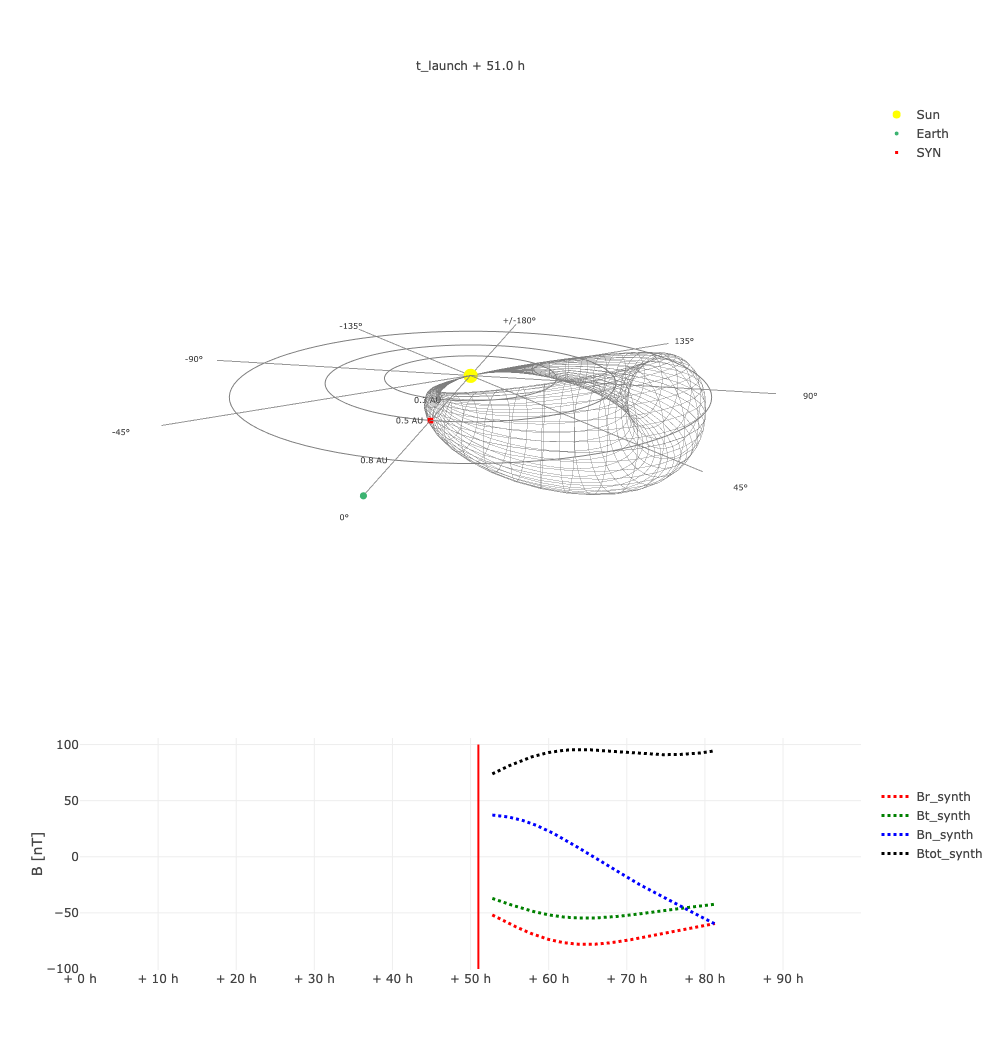 t_launch + 51.0 h
Sun
Earth
SYN
+/-180°
-135°
135°
-90°
90°
0.3 AU
0.5 AU
-45°
0.8 AU
45°
0°
B [nT]
100
50
0
−50
−100
+ 0 h
+ 10 h
+ 20 h
+ 30 h
+ 40 h
+ 50 h
+ 60 h
+ 70 h
+ 80 h
+ 90 h
Br_synth
Bt_synth
Bn_synth
Btot_synth